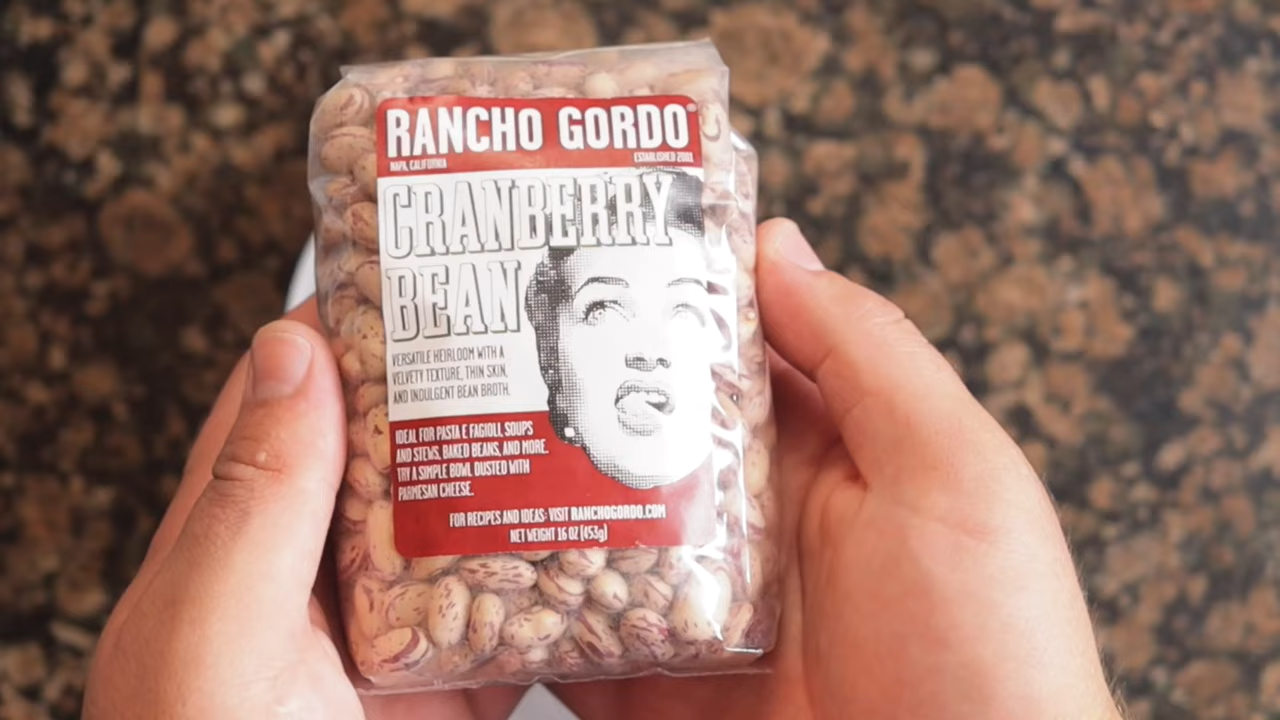 RANCHO GORDO®
NAPA, CALIFORNIA ESTABLISHED 2001
CRANBERRY
BEAN
VERSATILE HEIRLOOM WITH A
VELVETY TEXTURE, THIN SKIN,
AND INDULGENT BEAN BROTH.
IDEAL FOR PASTA E FAGIOLI, SOUPS
AND STEWS, BAKED BEANS, AND MORE.
TRY A SIMPLE BOWL DUSTED WITH
PARMESAN CHEESE.
FOR RECIPES AND IDEAS: VISIT RANCHOGORDO.COM
NET WEIGHT 16 OZ (453g)